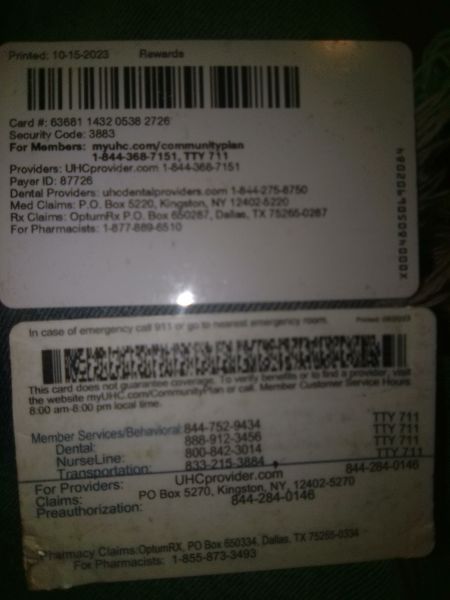 Printed: 10-15-2023 Rewards
Card #: 63681 1432 0538 2726
Security Code: 3883
For Members: myuhc.com/communityplan
1-844-368-7151, TTY 711
Providers: UHCprovider.com 1-844-368-7151
Payer ID: 87726
Dental Providers: uhcdentalproviders.com 1-844-275-8750
Med Claims: P.O. Box 5220, Kingston, NY 12402-5220
Rx Claims: OptumRx P.O. Box 650287, Dallas, TX 75265-0287
For Pharmacists: 1-877-889-6510
In case of emergency call 911 or go to nearest emergency room. Printed:
This card does not guarantee coverage. To verify benefits or to find a provider, visit
the website myUHC.com/CommunityPlan or call. Member Customer Service Hours
8:00 am-8:00 pm local time.
Member Services/Behavioral: 844-752-9434 TTY 711
Dental: 888-912-3456 TTY 711
NurseLine: 800-842-3014 TTY 711
Transportation: 833-215-3884 TTY 711
For Providers: UHCprovider.com 844-284-0146
Claims: PO Box 5270, Kingston, NY, 12402-5270
Preauthorization: 844-284-0146
Pharmacy Claims: OptumRX, PO Box 650334, Dallas, TX 75265-0334
For Pharmacists: 1-855-873-3493